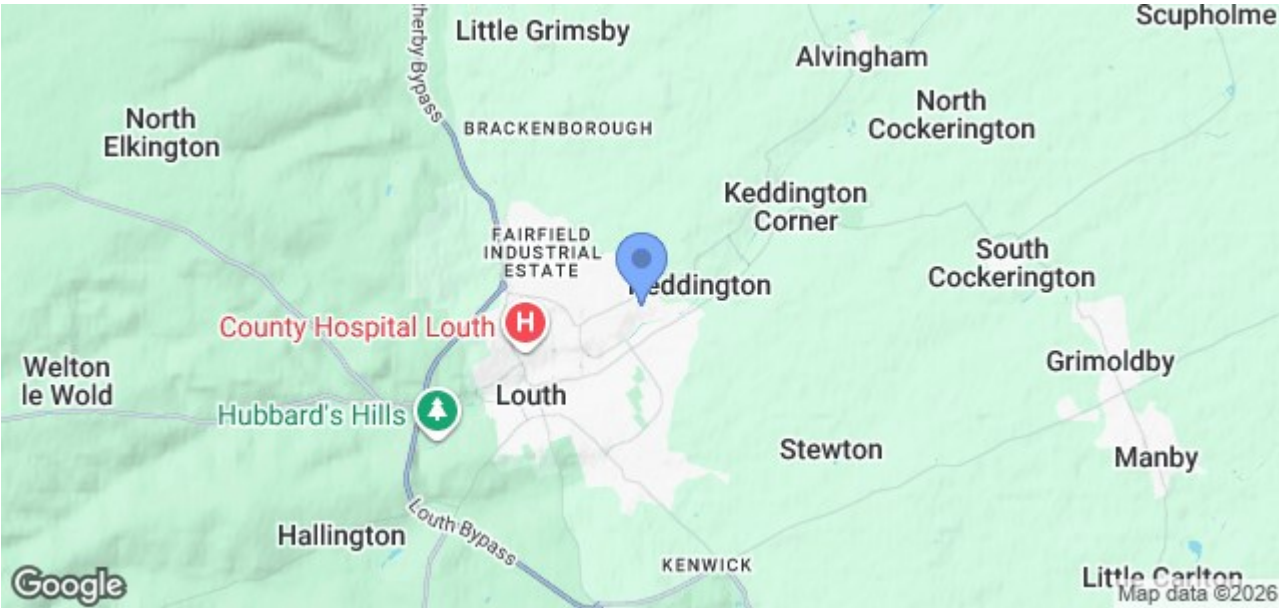 Scupholme
Little Grimsby
Alvingham
North
Cockerington
North
Elkington
BRACKENBOROUGH
Keddington
Corner
FAIRFIELD
INDUSTRIAL
ESTATE
South
Cockerington
eddington
County Hospital Louth
H
Welton
le Wold
Grimoldby
Louth
Hubbard's Hills
Stewton
Manby
Hallington
Louth Bypass
KENWICK
Little Carlton
Google
Map data ©2026